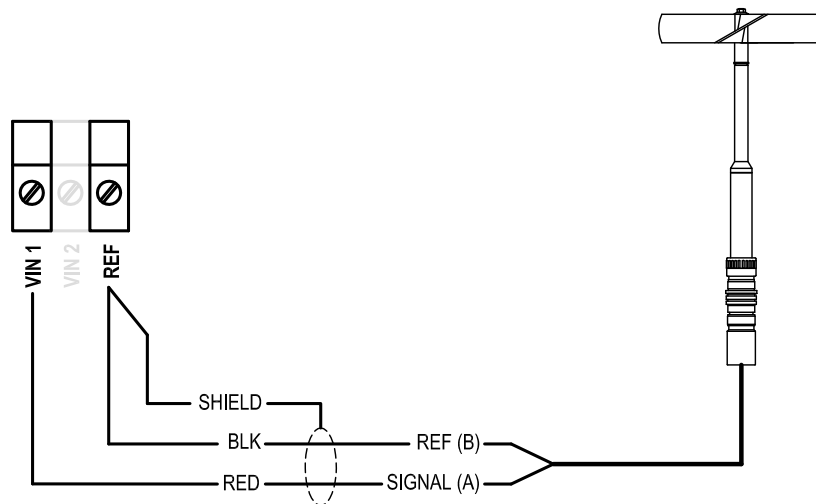 VIN 1
VIN 2
REF
SHIELD
BLK
REF (B)
RED
SIGNAL (A)